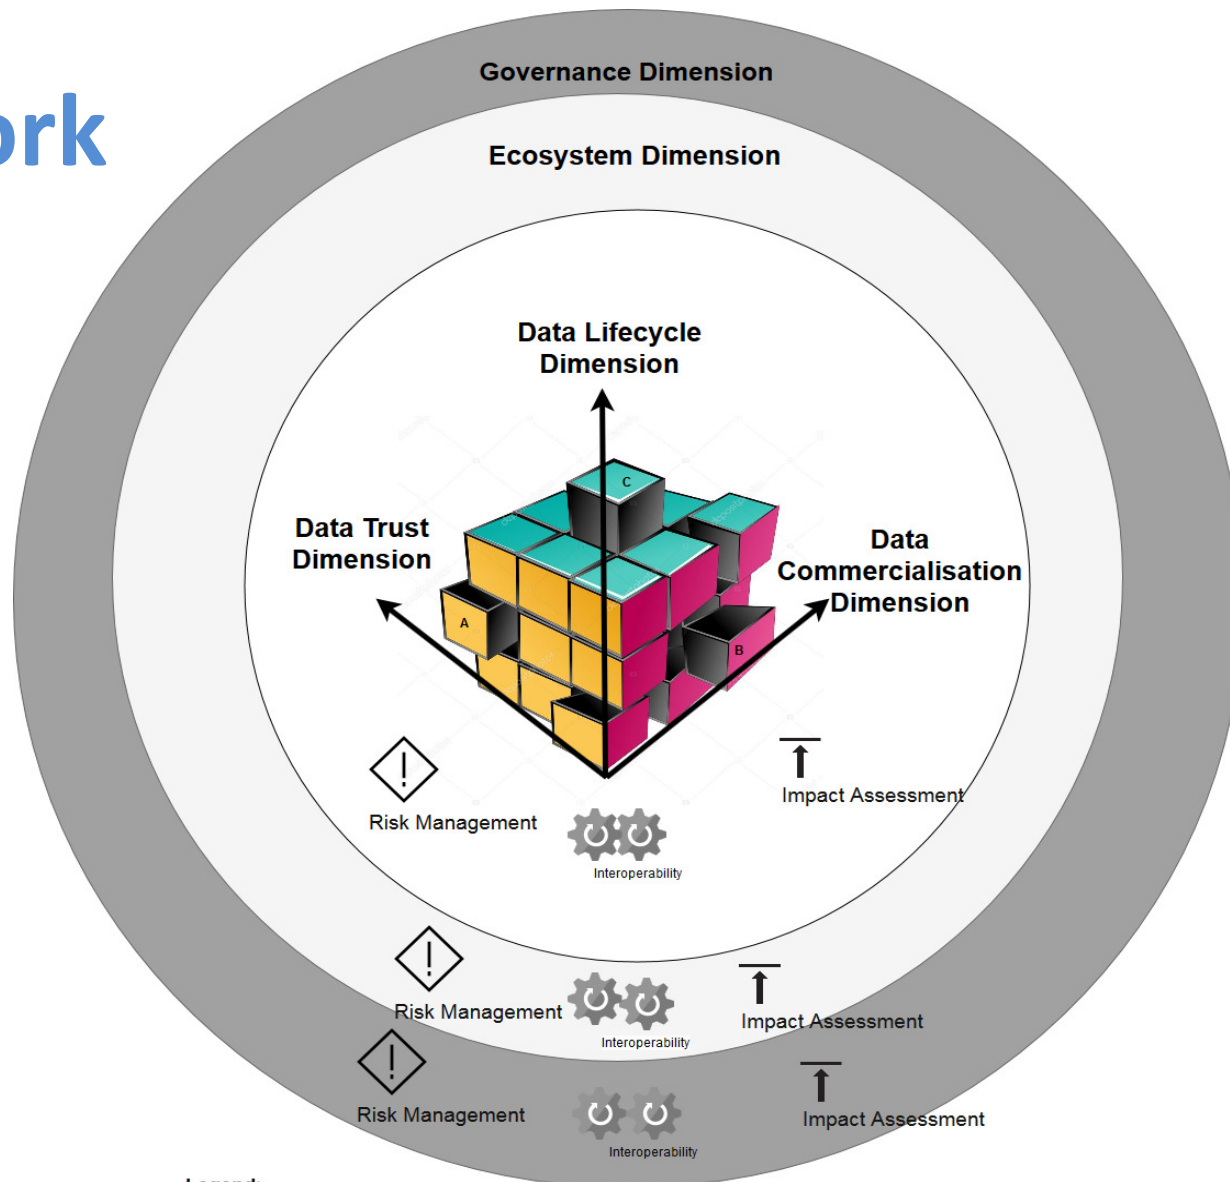 ork
Governance Dimension
Ecosystem Dimension
Data Lifecycle
Dimension
C
Data Trust
Dimension
Data
Commercialisation
Dimension
A
B
Risk Management
Impact Assessment
Interoperability
Risk Management
Impact Assessment
Interoperability
Risk Management
Impact Assessment
Interoperability